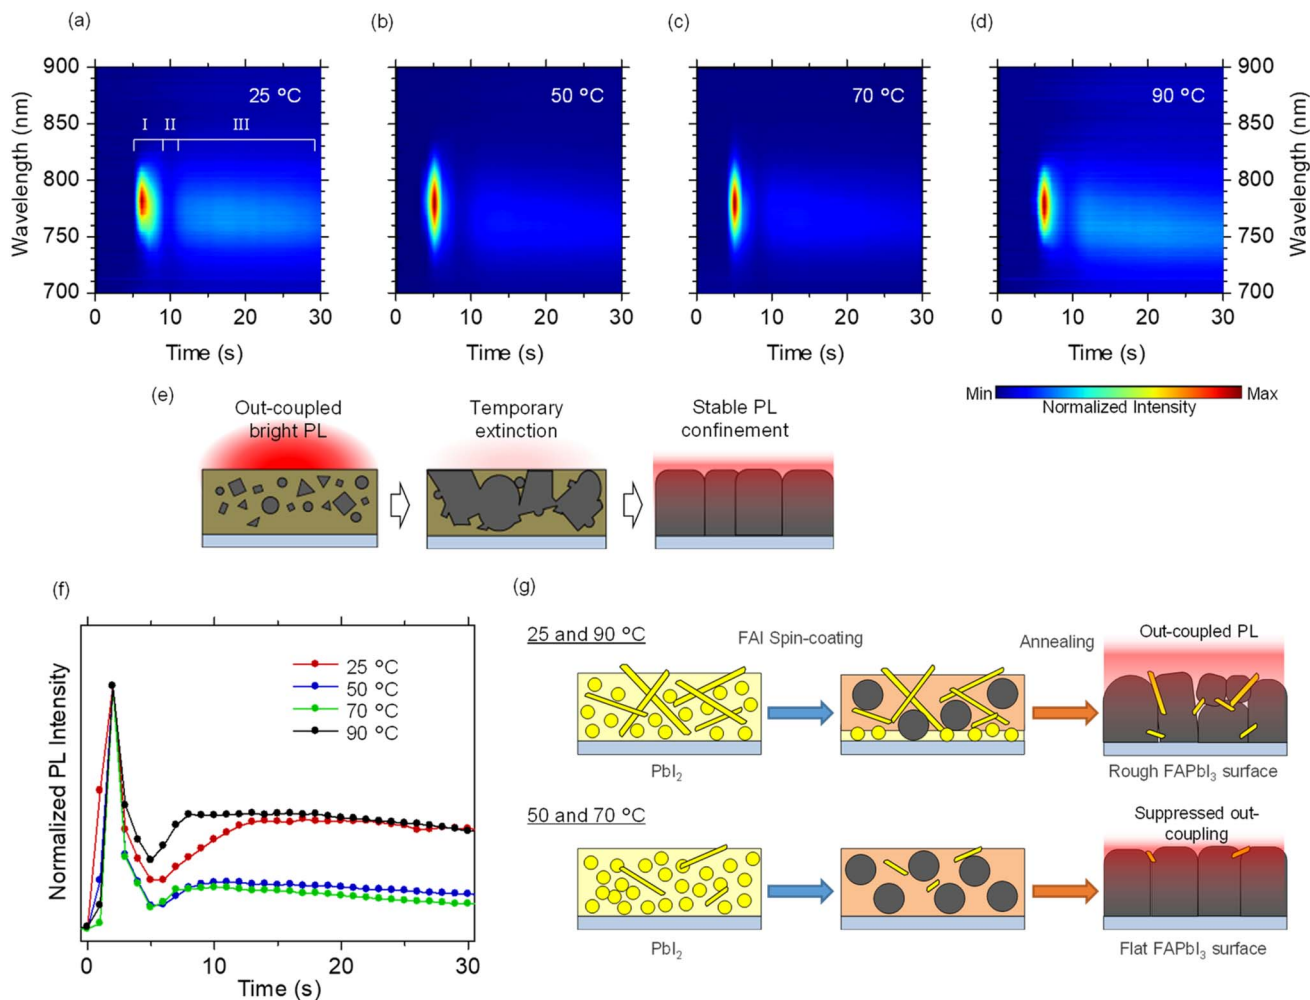 (a)
(b)
(c)
(d)
Wavelength (nm)
900
850
800
750
700
25 °C
I II III
50 °C
70 °C
90 °C
900
850
800
750
700
Wavelength (nm)
0 10 20 30
0 10 20 30
0 10 20 30
0 10 20 30
Time (s)
Time (s)
Time (s)
Time (s)
(e)
Out-coupled
bright PL
Temporary
extinction
Stable PL
confinement
Min
Max
Normalized Intensity
(f)
Normalized PL Intensity
25 °C
50 °C
70 °C
90 °C
0 10 20 30
Time (s)
(g)
25 and 90 °C
FAI Spin-coating
Annealing
Out-coupled PL
PbI₂
Rough FAPbI₃ surface
50 and 70 °C
Suppressed out-
coupling
PbI₂
Flat FAPbI₃ surface